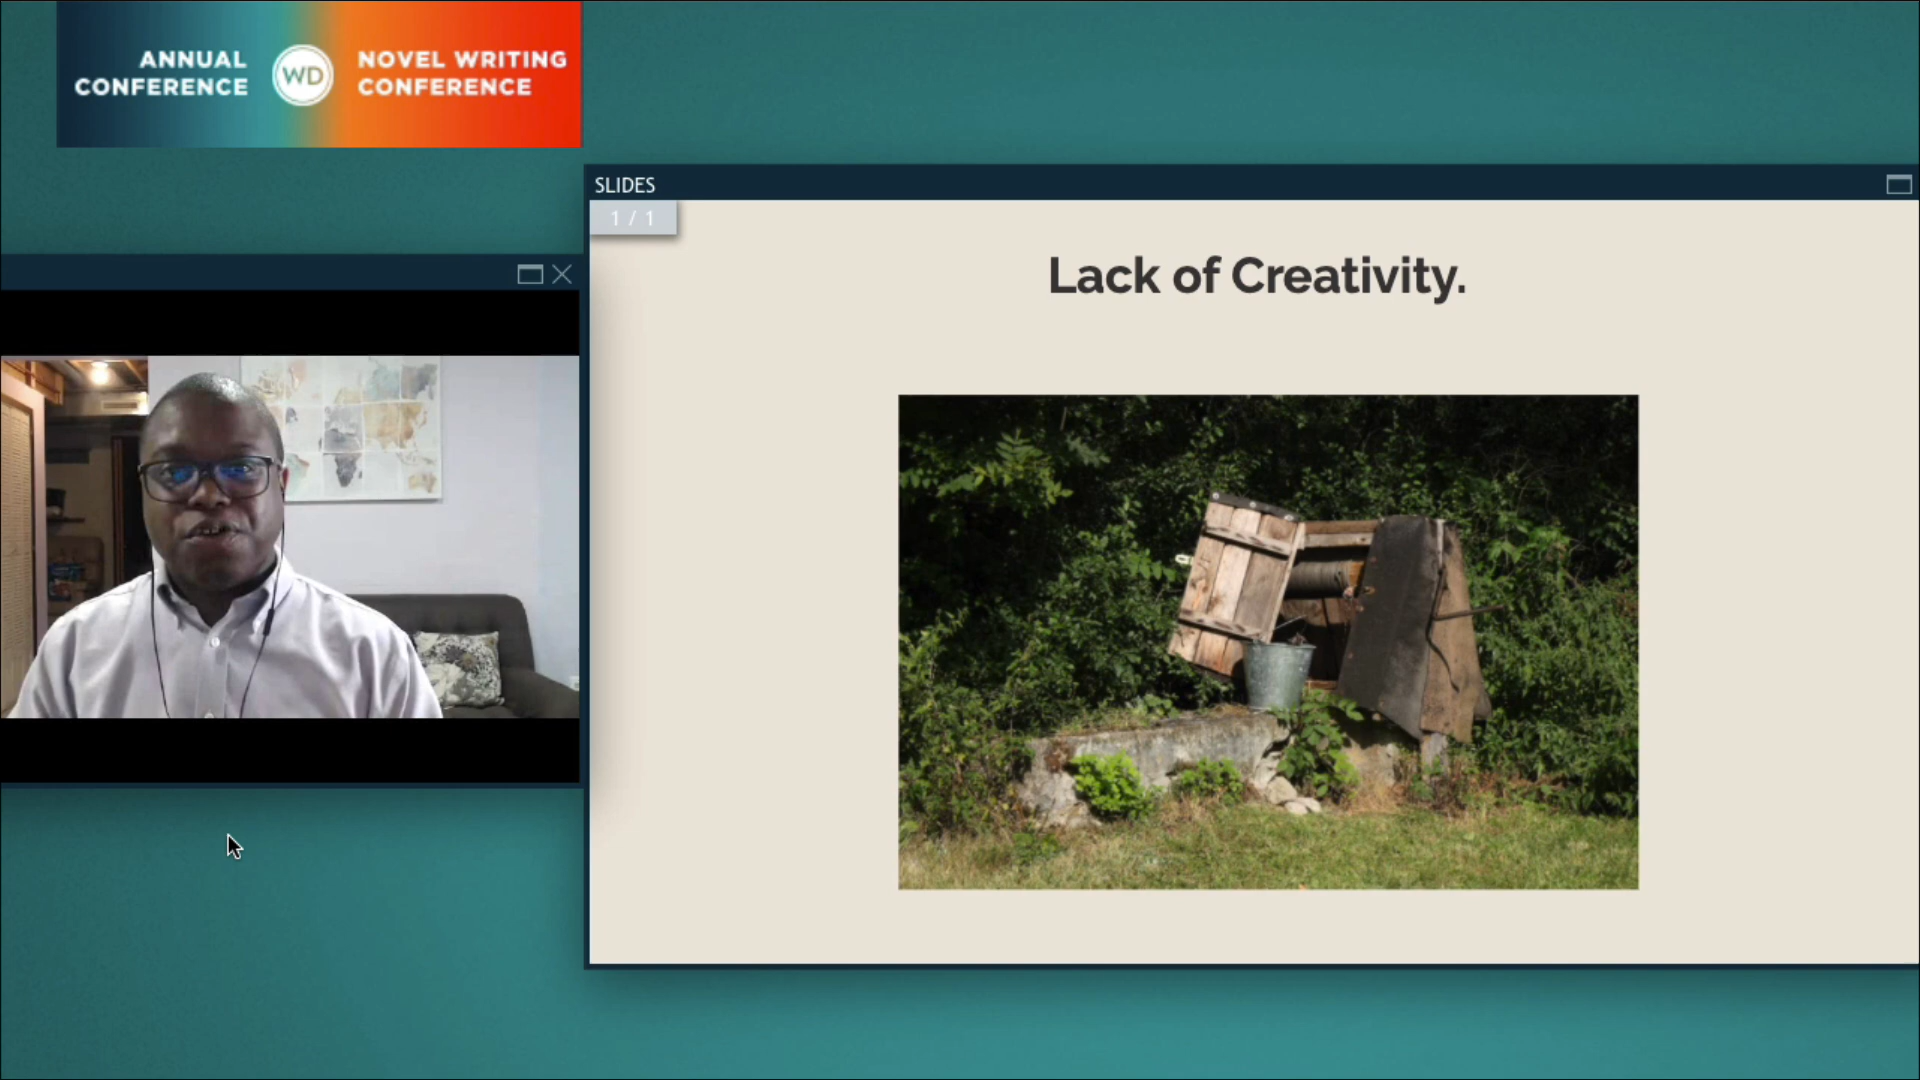 ANNUAL
CONFERENCE
WD
NOVEL WRITING
CONFERENCE
SLIDES
1 / 1
Lack of Creativity.